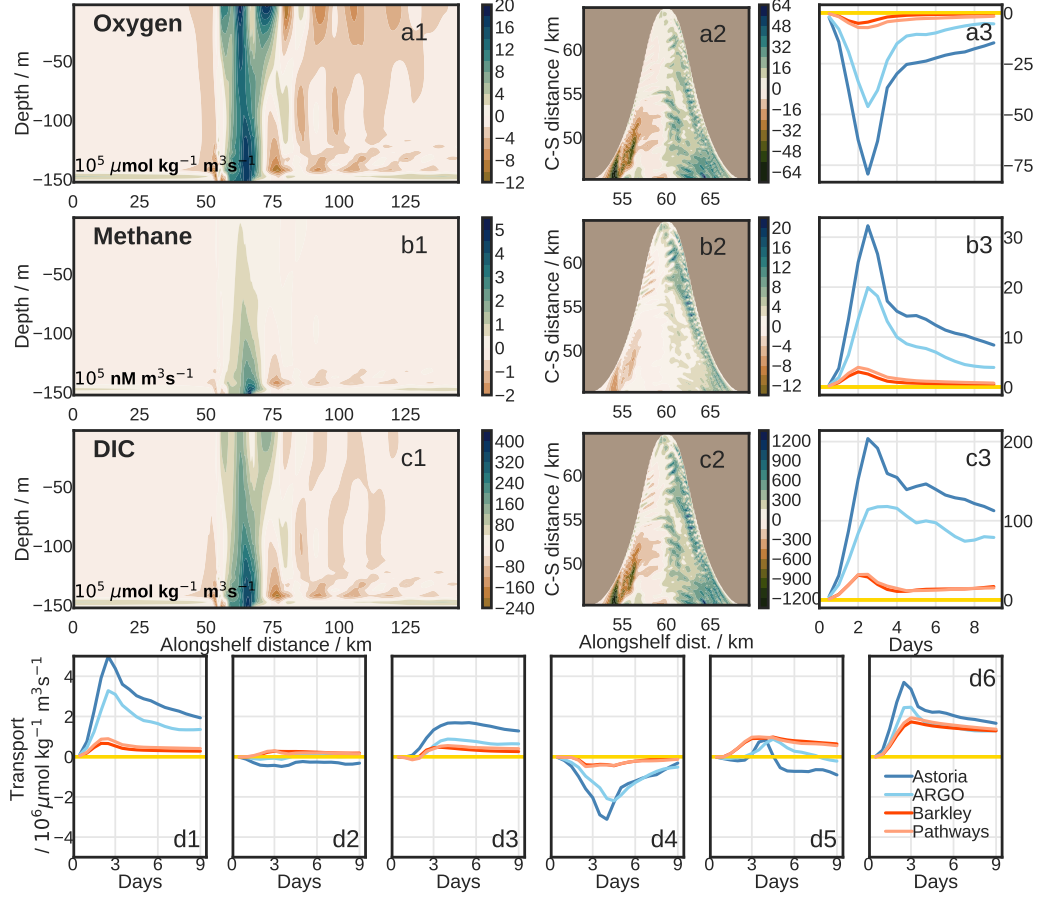 Oxygen
a1
Depth / m
−50
−100
−150
10⁵ μmol kg⁻¹ m³s⁻¹
0 25 50 75 100 125
20
16
12
8
4
0
−4
−8
−12
a2
C-S distance / km
60
55
50
55 60 65
64
48
32
16
0
−16
−32
−48
−64
a3
0
−25
−50
−75
Methane
b1
Depth / m
−50
−100
−150
10⁵ nM m³s⁻¹
0 25 50 75 100 125
5
4
3
2
1
0
−1
−2
b2
C-S distance / km
60
55
50
55 60 65
20
16
12
8
4
0
−4
−8
−12
b3
30
20
10
0
DIC
c1
Depth / m
−50
−100
−150
10⁵ μmol kg⁻¹ m³s⁻¹
0 25 50 75 100 125
Alongshelf distance / km
400
320
240
160
80
0
−80
−160
−240
c2
C-S distance / km
60
55
50
55 60 65
Alongshelf dist. / km
1200
900
600
300
0
−300
−600
−900
−1200
c3
200
100
0
0 2 4 6 8
Days
Transport
/ 10⁶μmol kg⁻¹ m³s⁻¹
4
2
0
−2
−4
d1
0 3 6 9
Days
d2
0 3 6 9
Days
d3
0 3 6 9
Days
d4
0 3 6 9
Days
d5
0 3 6 9
Days
d6
Astoria
ARGO
Barkley
Pathways
0 3 6 9
Days